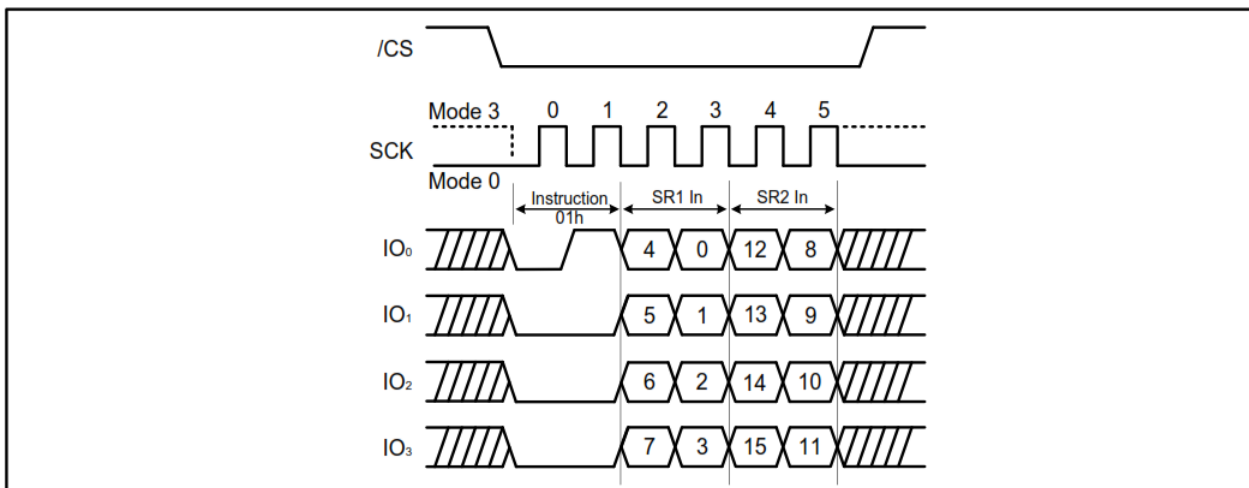 /CS
Mode 3 0 1 2 3 4 5
SCK
Mode 0
Instruction SR1 In SR2 In
01h
IO₀ 4 0 12 8
IO₁ 5 1 13 9
IO₂ 6 2 14 10
IO₃ 7 3 15 11